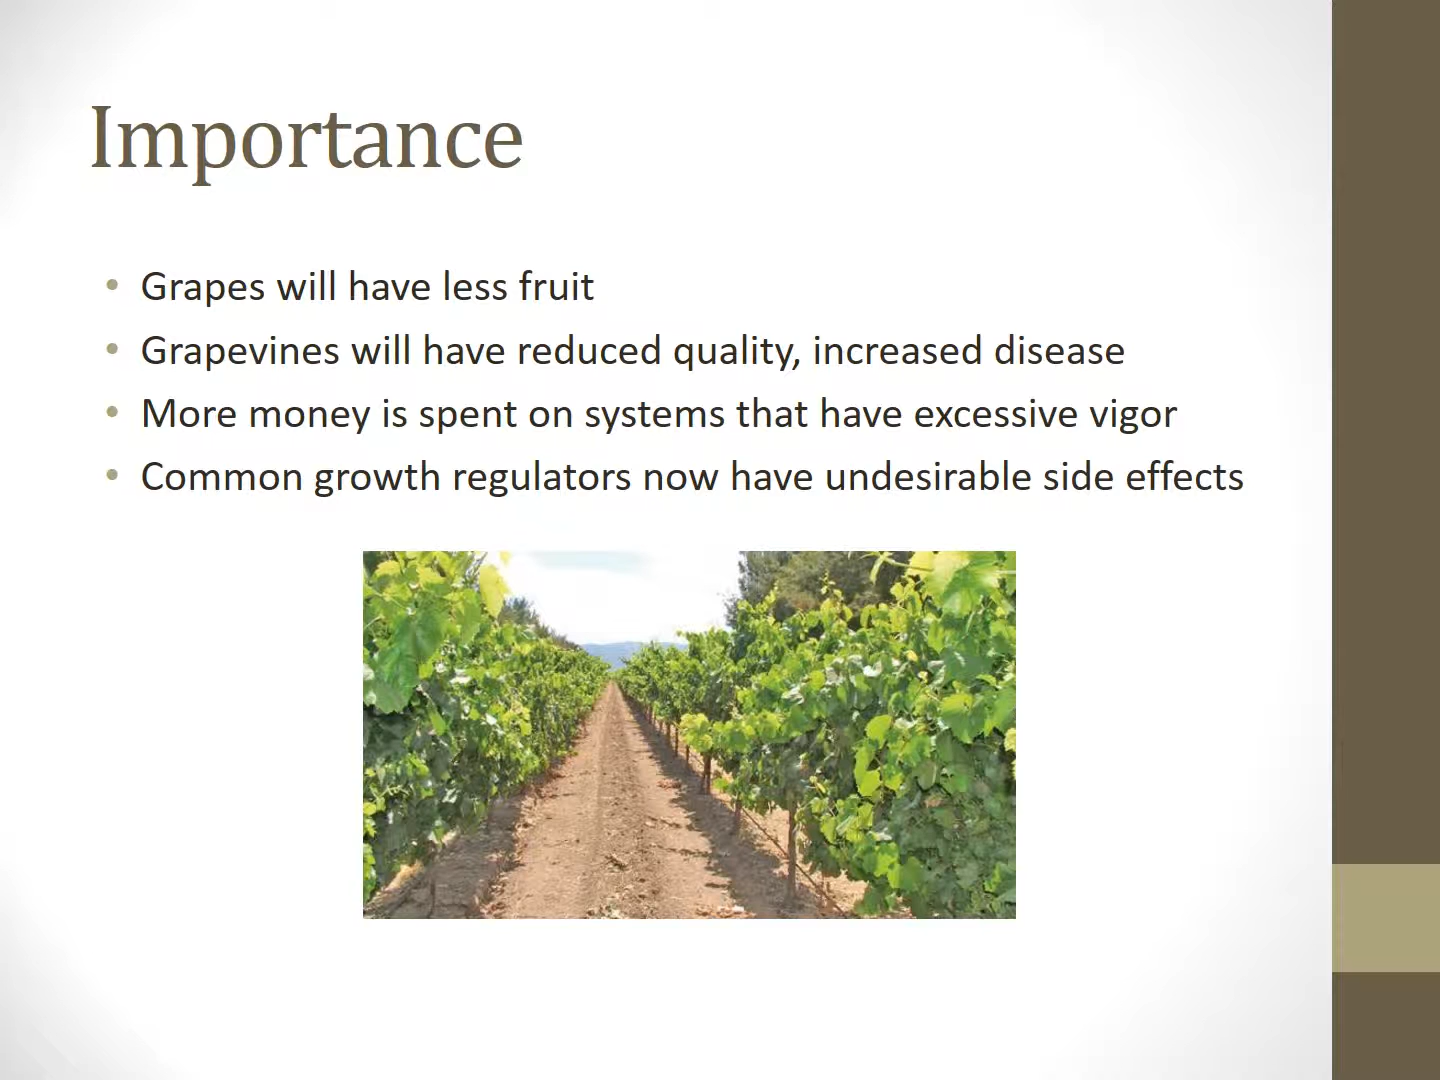 Importance
• Grapes will have less fruit
• Grapevines will have reduced quality, increased disease
• More money is spent on systems that have excessive vigor
• Common growth regulators now have undesirable side effects